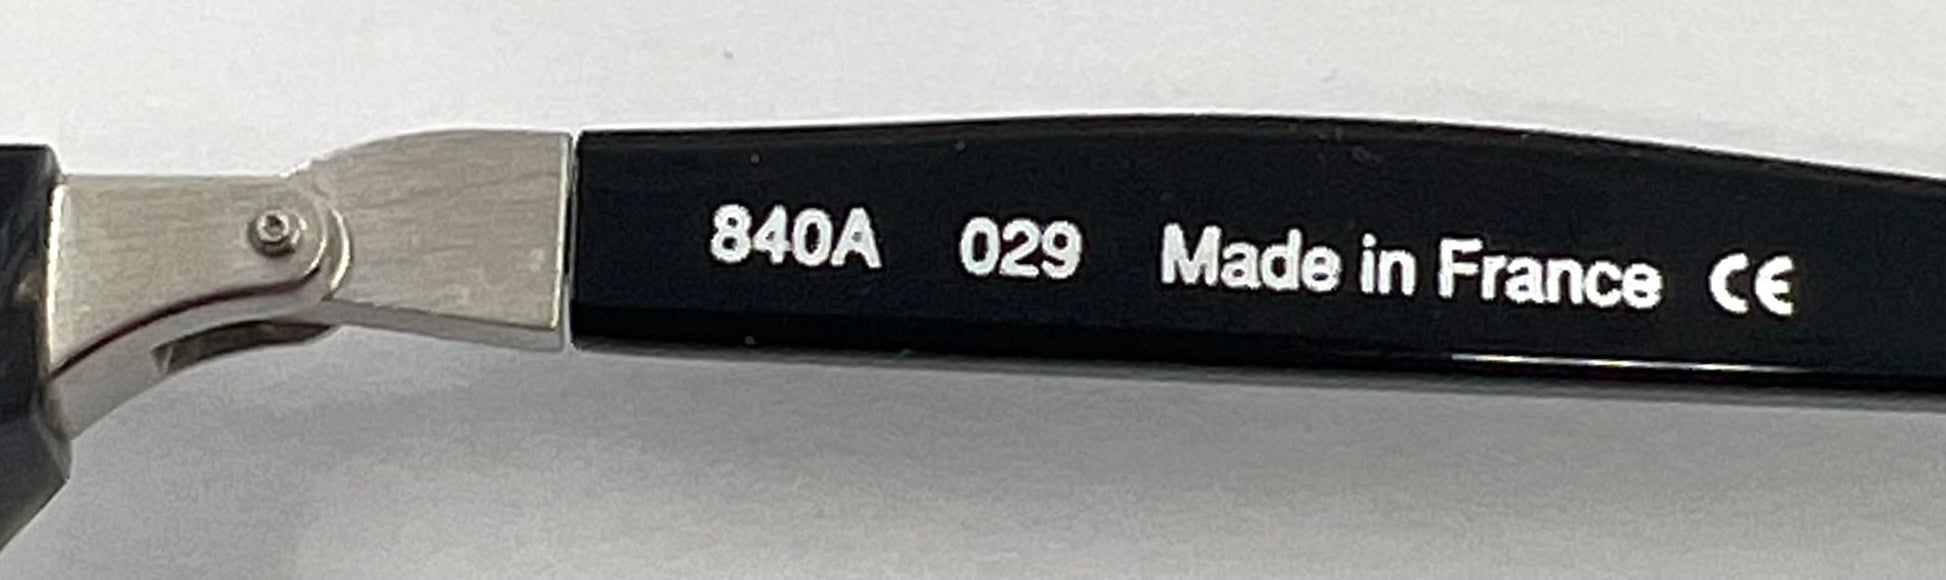 840A 029 Made in France CE